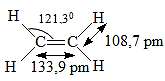 H 121.3⁰ H
C=C 108,7 pm
H 133,9 pm H